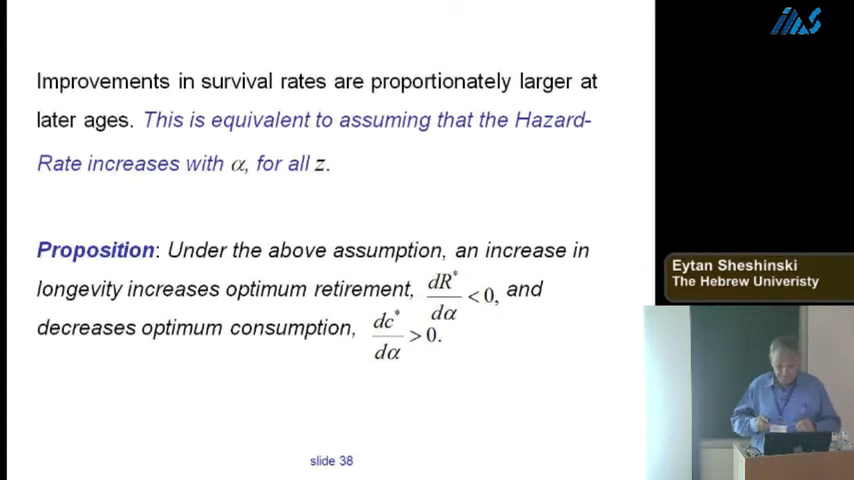 IIAS
Improvements in survival rates are proportionately larger at
later ages. This is equivalent to assuming that the Hazard-
Rate increases with α, for all z.
Proposition: Under the above assumption, an increase in
longevity increases optimum retirement, dR*/dα < 0, and
decreases optimum consumption, dc*/dα > 0.
slide 38
Eytan Sheshinski
The Hebrew Univeristy